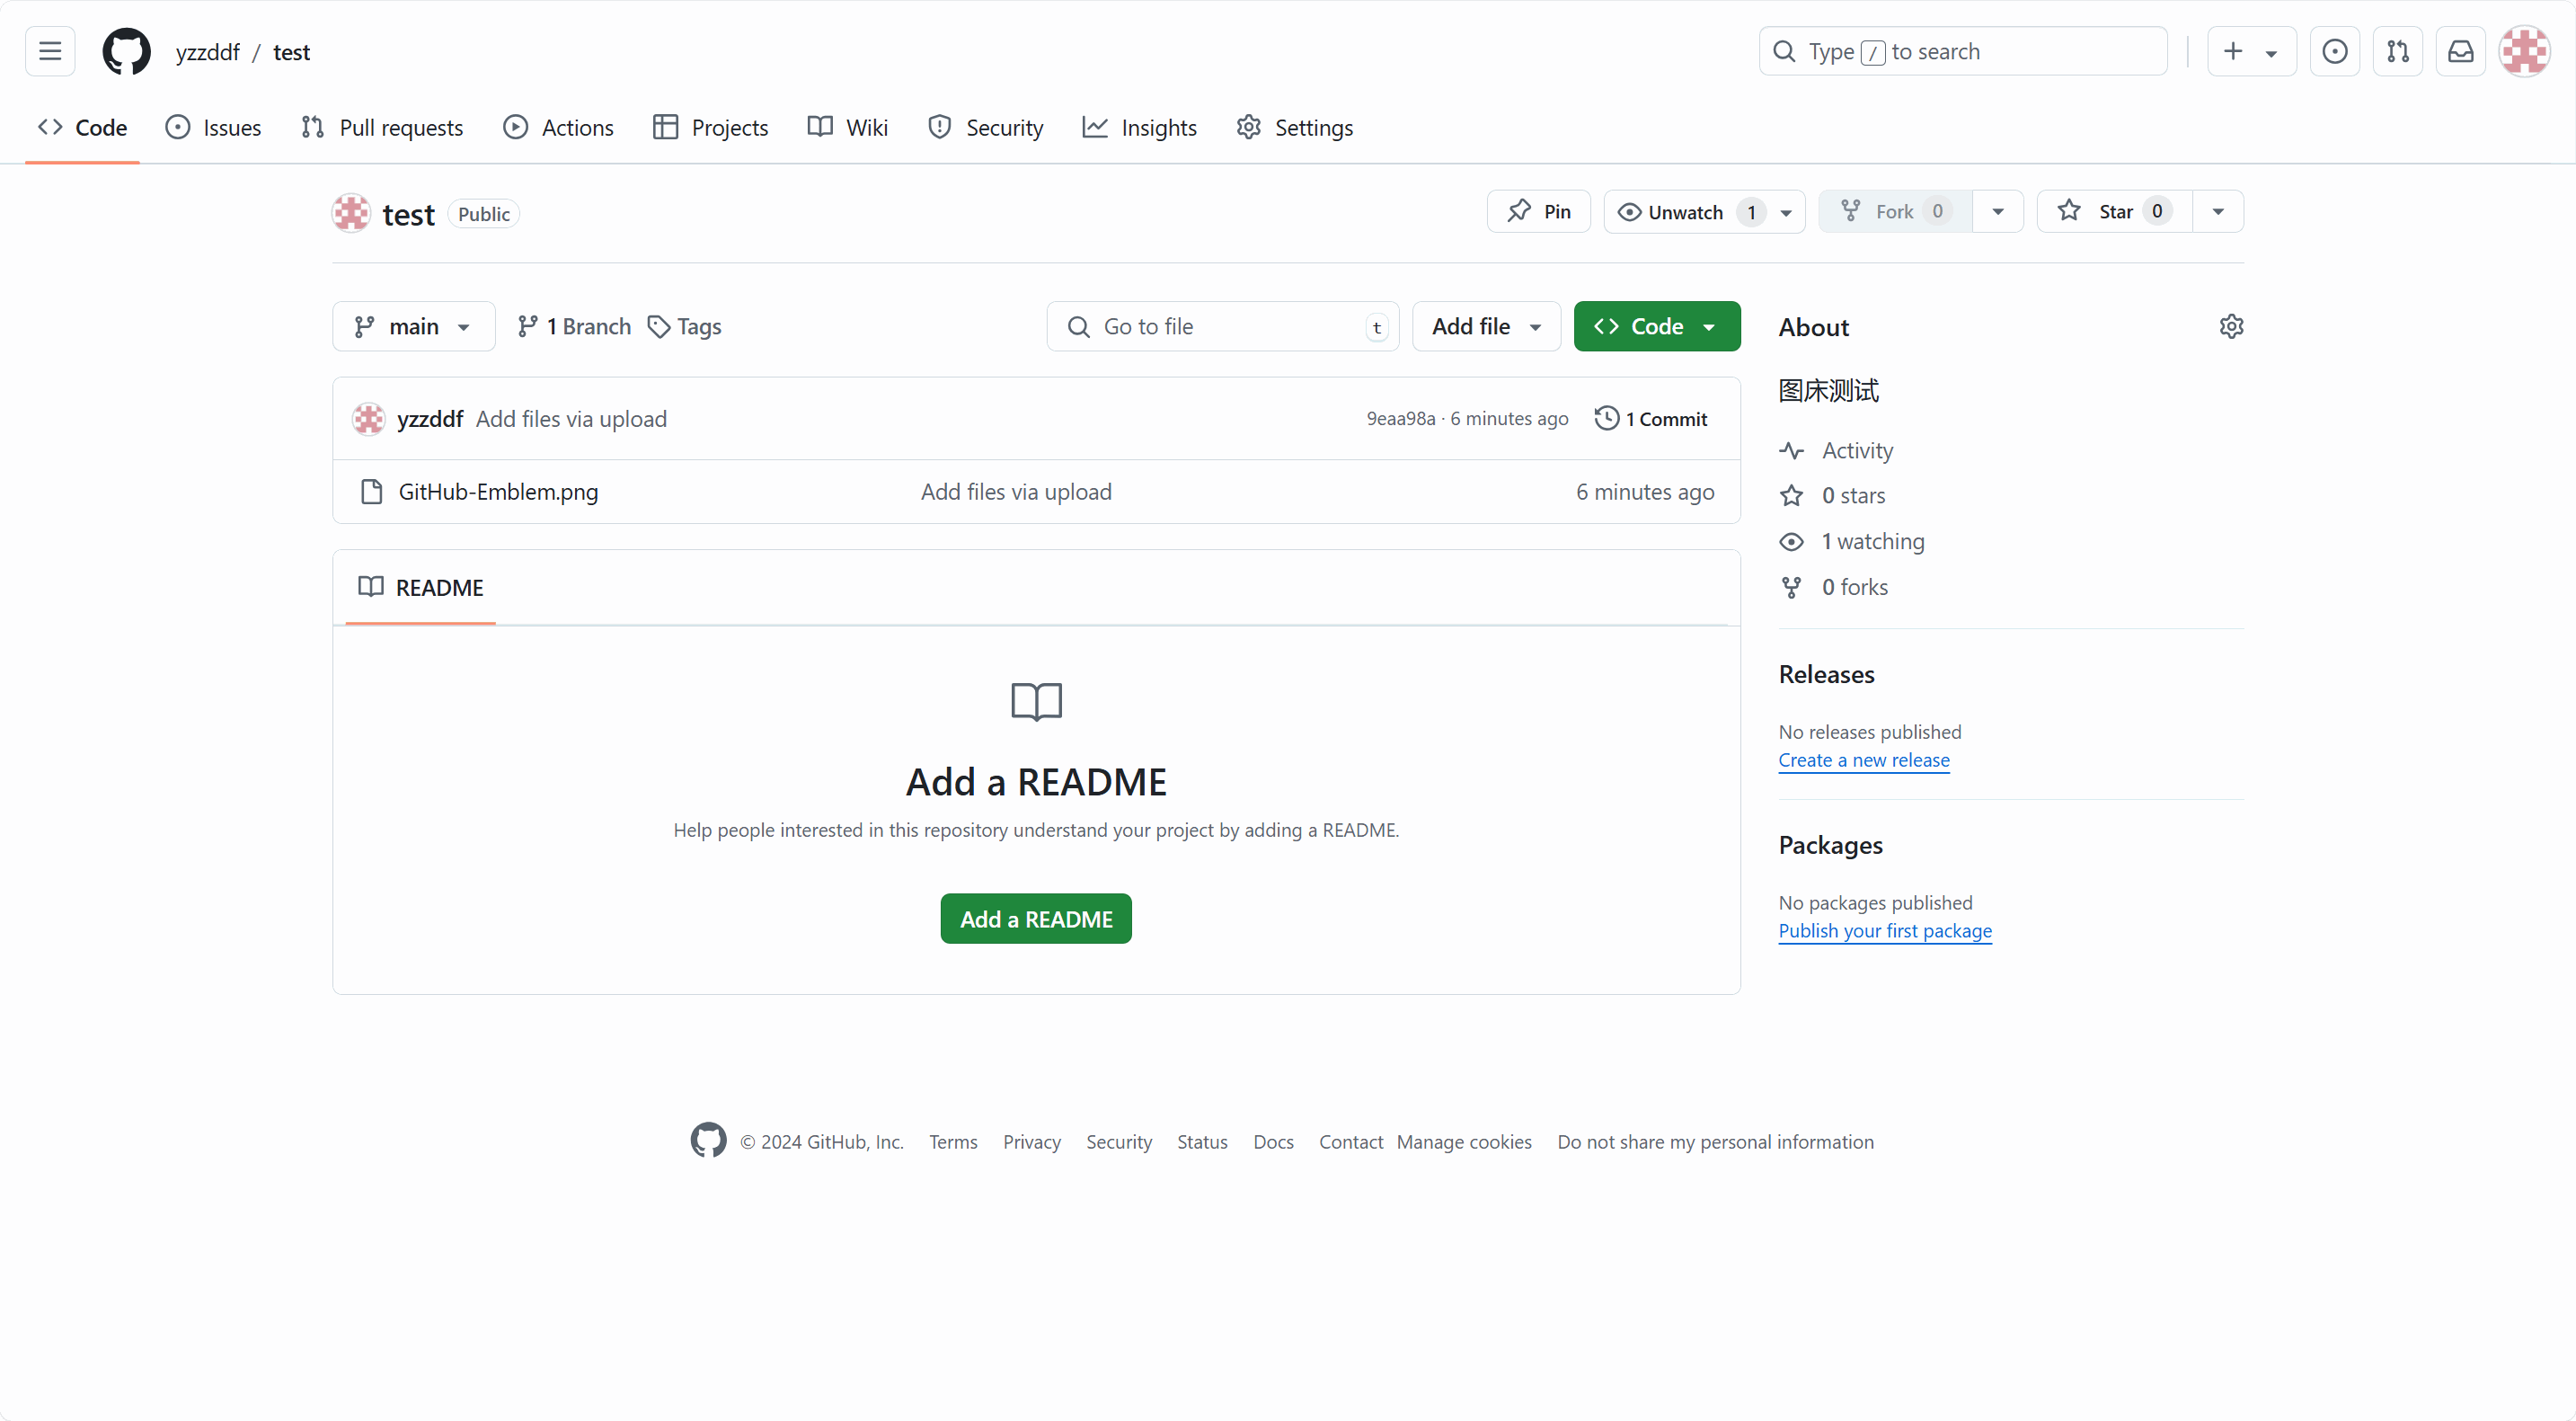 yzzddf / test
Type / to search
Code Issues Pull requests Actions Projects Wiki Security Insights Settings
test Public
Pin Unwatch 1 Fork 0 Star 0
main 1 Branch Tags Go to file t Add file Code
yzzddf Add files via upload 9eaa98a · 6 minutes ago 1 Commit
GitHub-Emblem.png Add files via upload 6 minutes ago
README
Add a README
Help people interested in this repository understand your project by adding a README.
Add a README
About
图床测试
Activity
0 stars
1 watching
0 forks
Releases
No releases published
Create a new release
Packages
No packages published
Publish your first package
© 2024 GitHub, Inc. Terms Privacy Security Status Docs Contact Manage cookies Do not share my personal information